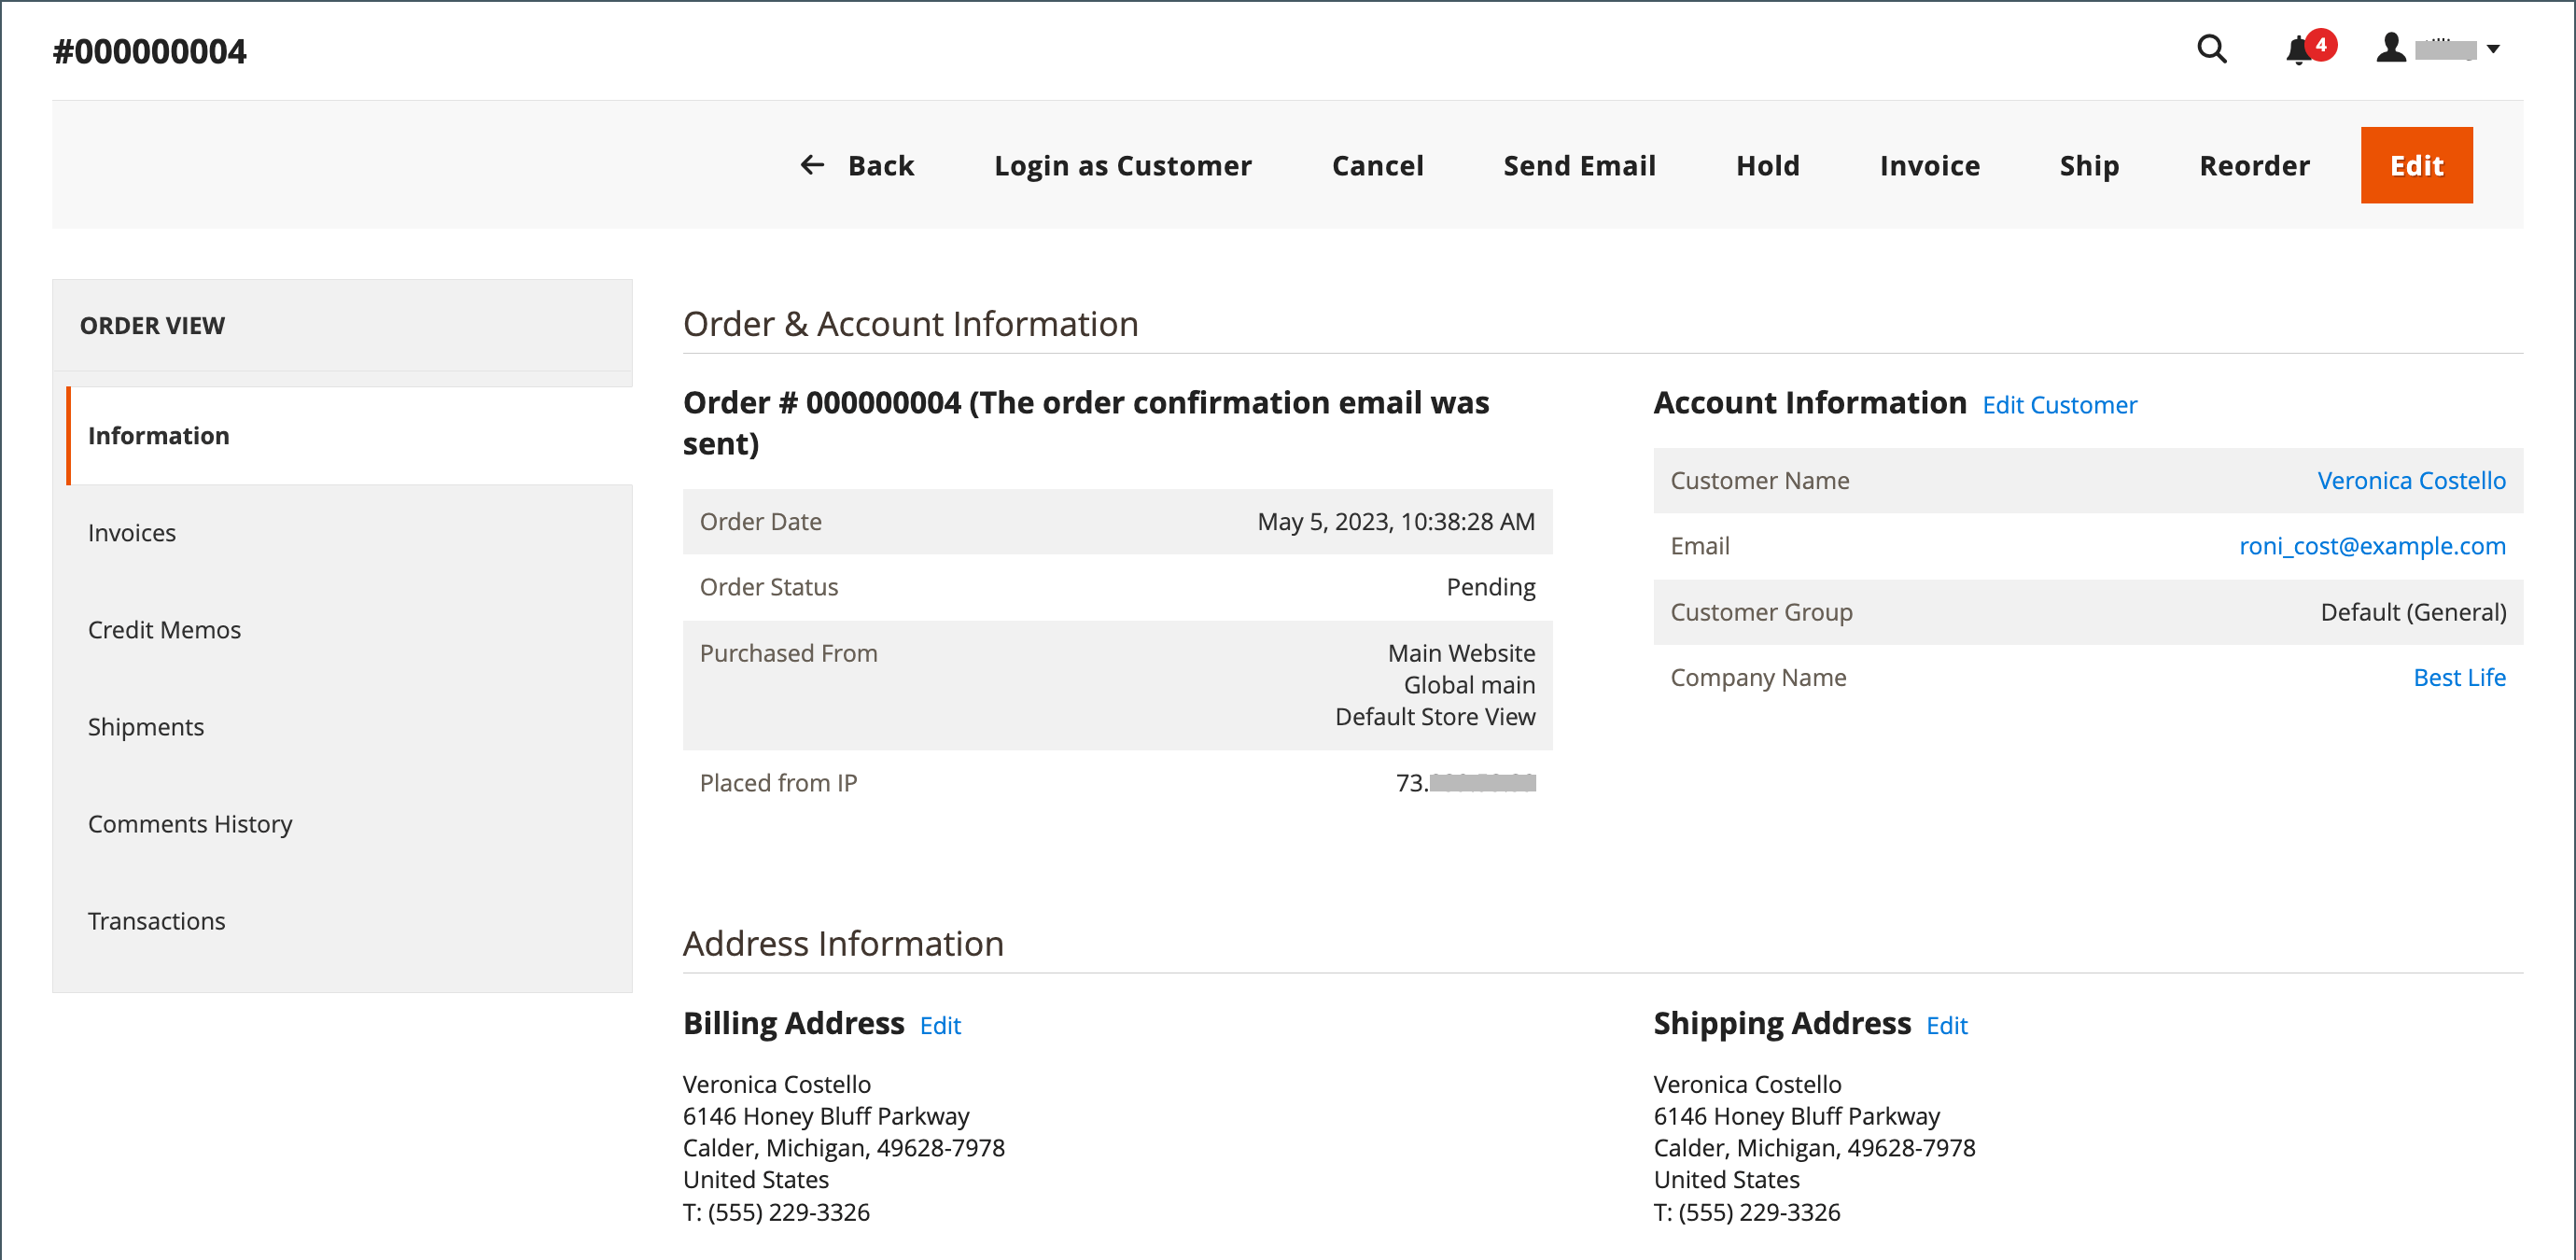 #000000004
4
Back
Login as Customer
Cancel
Send Email
Hold
Invoice
Ship
Reorder
Edit
ORDER VIEW
Information
Invoices
Credit Memos
Shipments
Comments History
Transactions
Order & Account Information
Order # 000000004 (The order confirmation email was
sent)
Order Date May 5, 2023, 10:38:28 AM
Order Status Pending
Purchased From Main Website
Global main
Default Store View
Placed from IP 73.
Account Information Edit Customer
Customer Name Veronica Costello
Email roni_cost@example.com
Customer Group Default (General)
Company Name Best Life
Address Information
Billing Address Edit
Veronica Costello
6146 Honey Bluff Parkway
Calder, Michigan, 49628-7978
United States
T: (555) 229-3326
Shipping Address Edit
Veronica Costello
6146 Honey Bluff Parkway
Calder, Michigan, 49628-7978
United States
T: (555) 229-3326